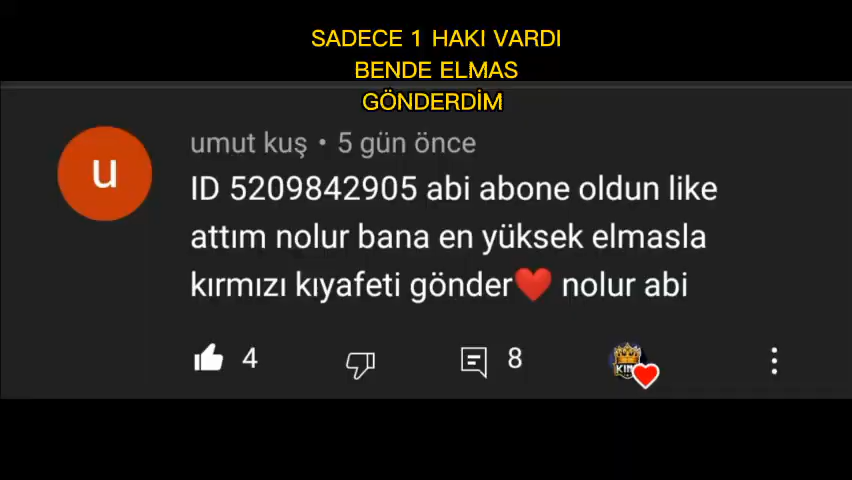 SADECE 1 HAKI VARDI
BENDE ELMAS
GÖNDERDİM
umut kuş • 5 gün önce
u
ID 5209842905 abi abone oldun like
attım nolur bana en yüksek elmasla
kırmızı kıyafeti gönder❤️ nolur abi
4
8
KING